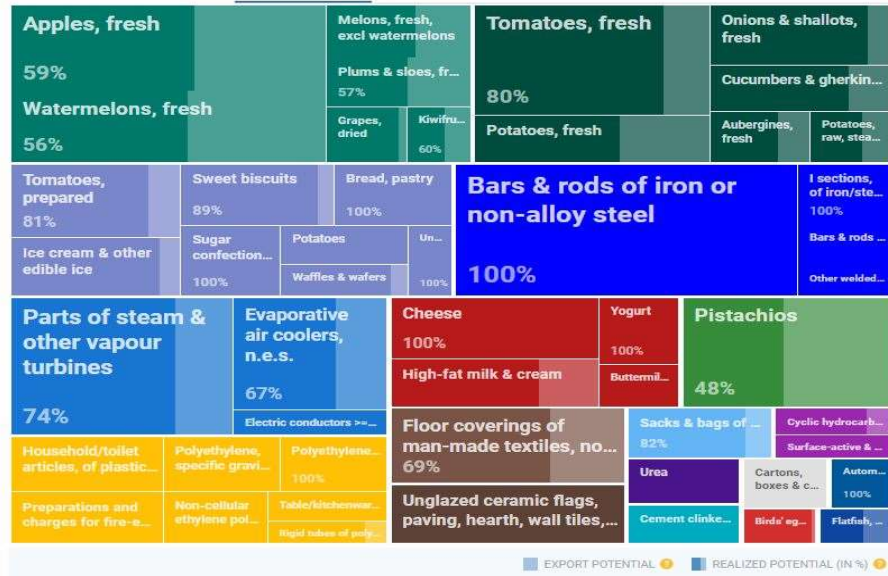 Apples, fresh
59%
Watermelons, fresh
56%
Melons, fresh,
excl watermelons
Plums & sloes, fr...
57%
Grapes,
dried
Kiwifru...
60%
Tomatoes, fresh
80%
Potatoes, fresh
Onions & shallots,
fresh
Cucumbers & gherkin...
Aubergines,
fresh
Potatoes,
raw, stea...
Tomatoes,
prepared
81%
Ice cream & other
edible ice
Sweet biscuits
89%
Bread, pastry
100%
Sugar
confection...
100%
Potatoes
Waffles & wafers
Un...
100%
Bars & rods of iron or
non-alloy steel
100%
I sections,
of iron/ste...
100%
Bars & rods ...
Other welded...
Parts of steam &
other vapour
turbines
74%
Evaporative
air coolers,
n.e.s.
67%
Electric conductors >=...
Cheese
100%
High-fat milk & cream
Yogurt
100%
Buttermil...
Pistachios
48%
Household/toilet
articles, of plastic...
Preparations and
charges for fire-e...
Polyethylene,
specific gravi...
Non-cellular
ethylene pol...
Polyethylene...
100%
Table/kitchenwar...
Rigid tubes of poly...
Floor coverings of
man-made textiles, no...
69%
Unglazed ceramic flags,
paving, hearth, wall tiles,...
Sacks & bags of ...
82%
Urea
Cement clinke...
Cyclic hydrocarb...
Surface-active & ...
Cartons,
boxes & c...
Autom...
100%
Birds' eg...
Flatfish, ...
EXPORT POTENTIAL ?
REALIZED POTENTIAL (IN %) ?